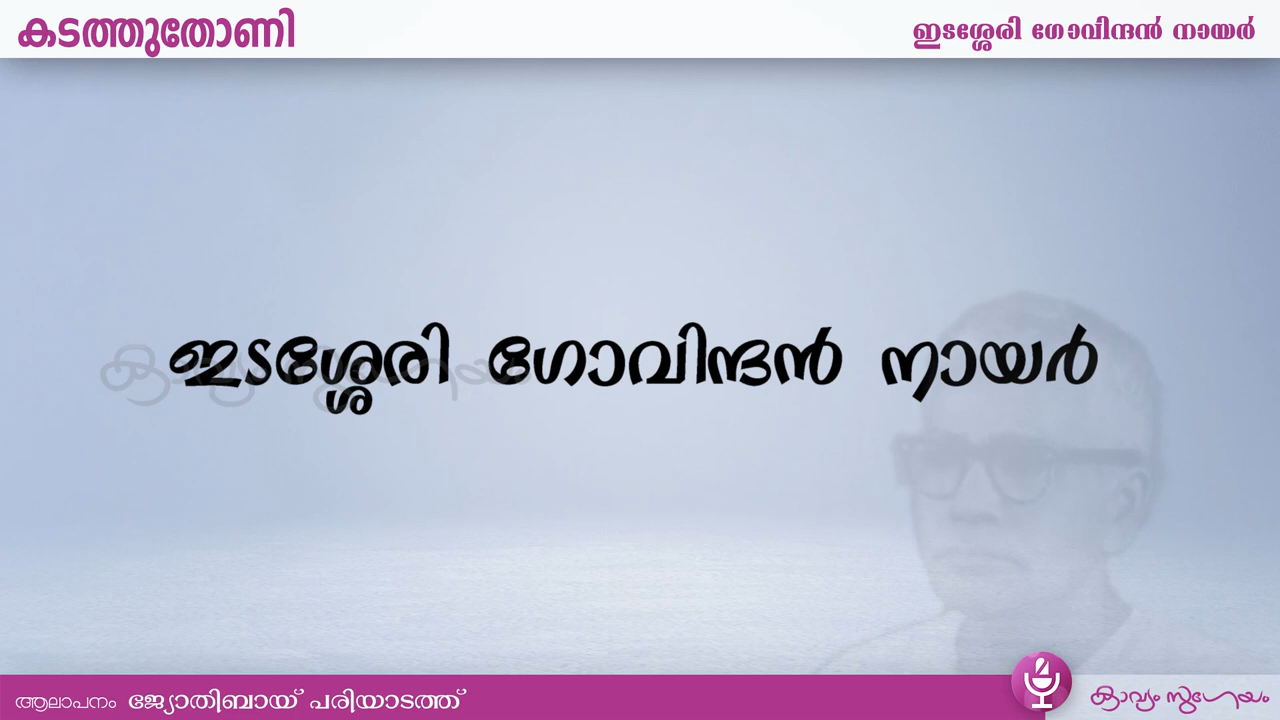 കടത്തുതോണി
ഇടശ്ശേരി ഗോവിന്ദൻ നായർ
ഇടശ്ശേരി ഗോവിന്ദൻ നായർ
ആലാപനം ജ്യോതിബായ് പരിയാടത്ത്
കാവ്യം സുഗേയം